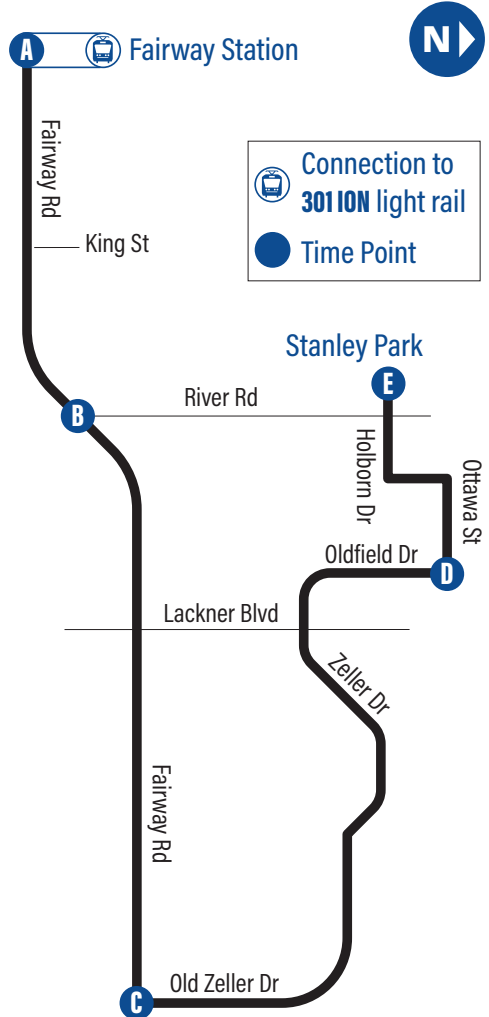 A
Fairway Station
N
Fairway Rd
Connection to
301 ION light rail
Time Point
King St
Stanley Park
E
River Rd
B
Holborn Dr
Ottawa St
Oldfield Dr
D
Lackner Blvd
Zeller Dr
Fairway Rd
Old Zeller Dr
C